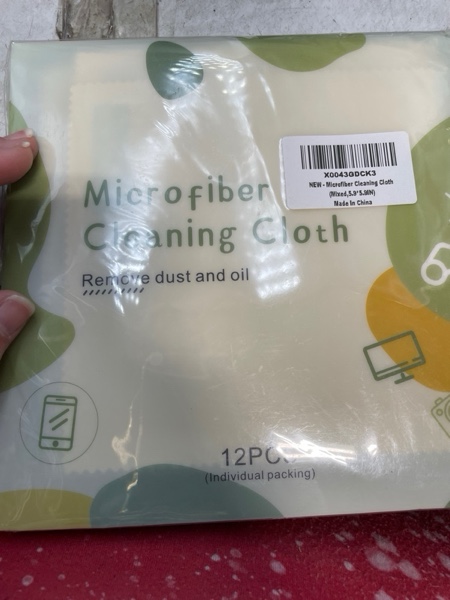 X0043GDCK3
NEW - Microfiber Cleaning Cloth
(Mixed,5.9*5.9IN)
Made In China
Microfiber
Cleaning Cloth
Remove dust and oil
12PCS
(Individual packing)